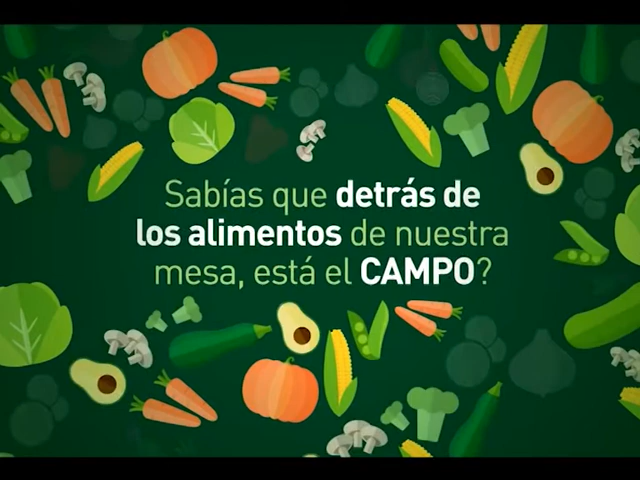 Sabías que detrás de
los alimentos de nuestra
mesa, está el CAMPO?